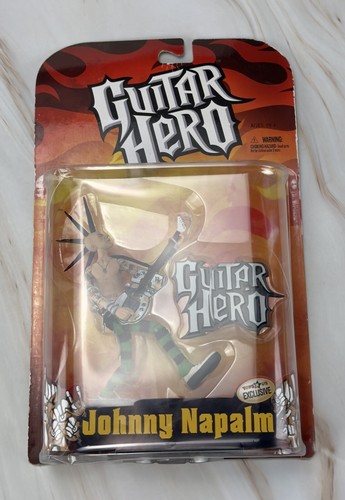 GUITAR
HERO
WARNING:
GUITAR
HERO
EXCLUSIVE
Johnny Napalm